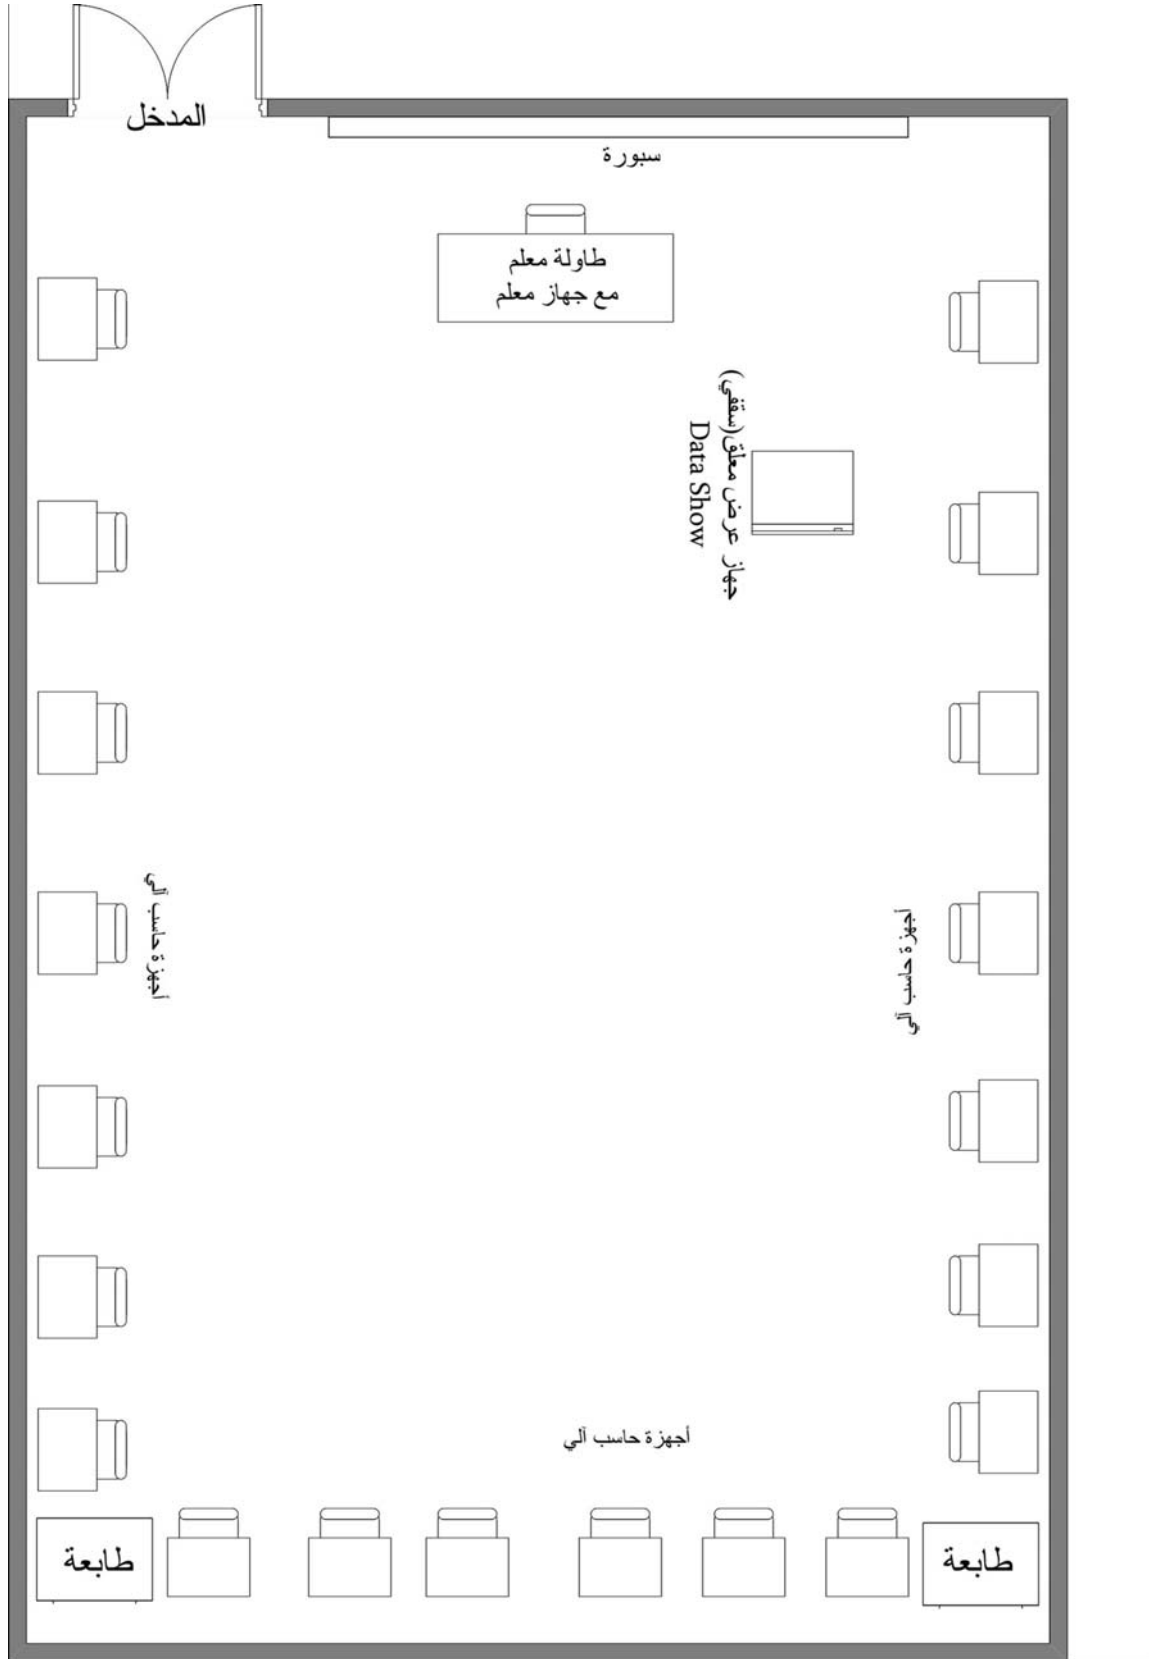 المدخل
سبورة
طاولة معلم
مع جهاز معلم
جهاز عرض معلق(سقفي)
Data Show
أجهزة حاسب آلي
أجهزة حاسب آلي
أجهزة حاسب آلي
طابعة
طابعة